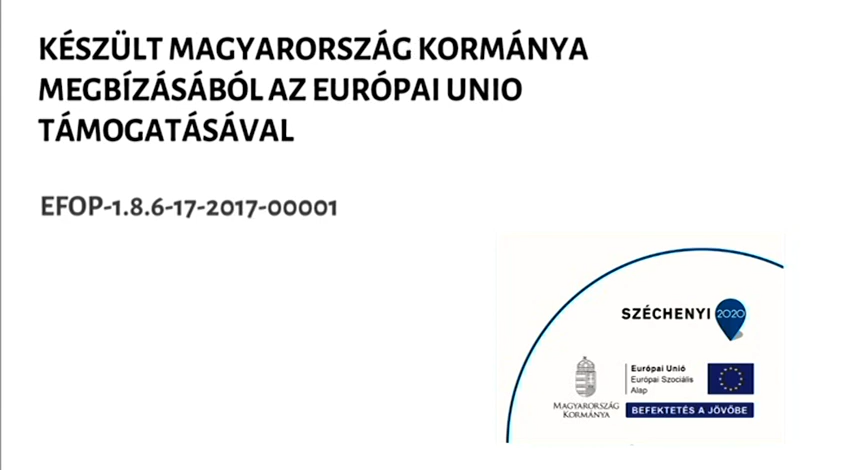 KÉSZÜLT MAGYARORSZÁG KORMÁNYA
MEGBÍZÁSÁBÓL AZ EURÓPAI UNIO
TÁMOGATÁSÁVAL
EFOP-1.8.6-17-2017-00001
SZÉCHENYI 2020
Európai Unió
Európai Szociális
Alap
MAGYARORSZÁG
KORMÁNYA
BEFEKTETÉS A JÖVŐBE